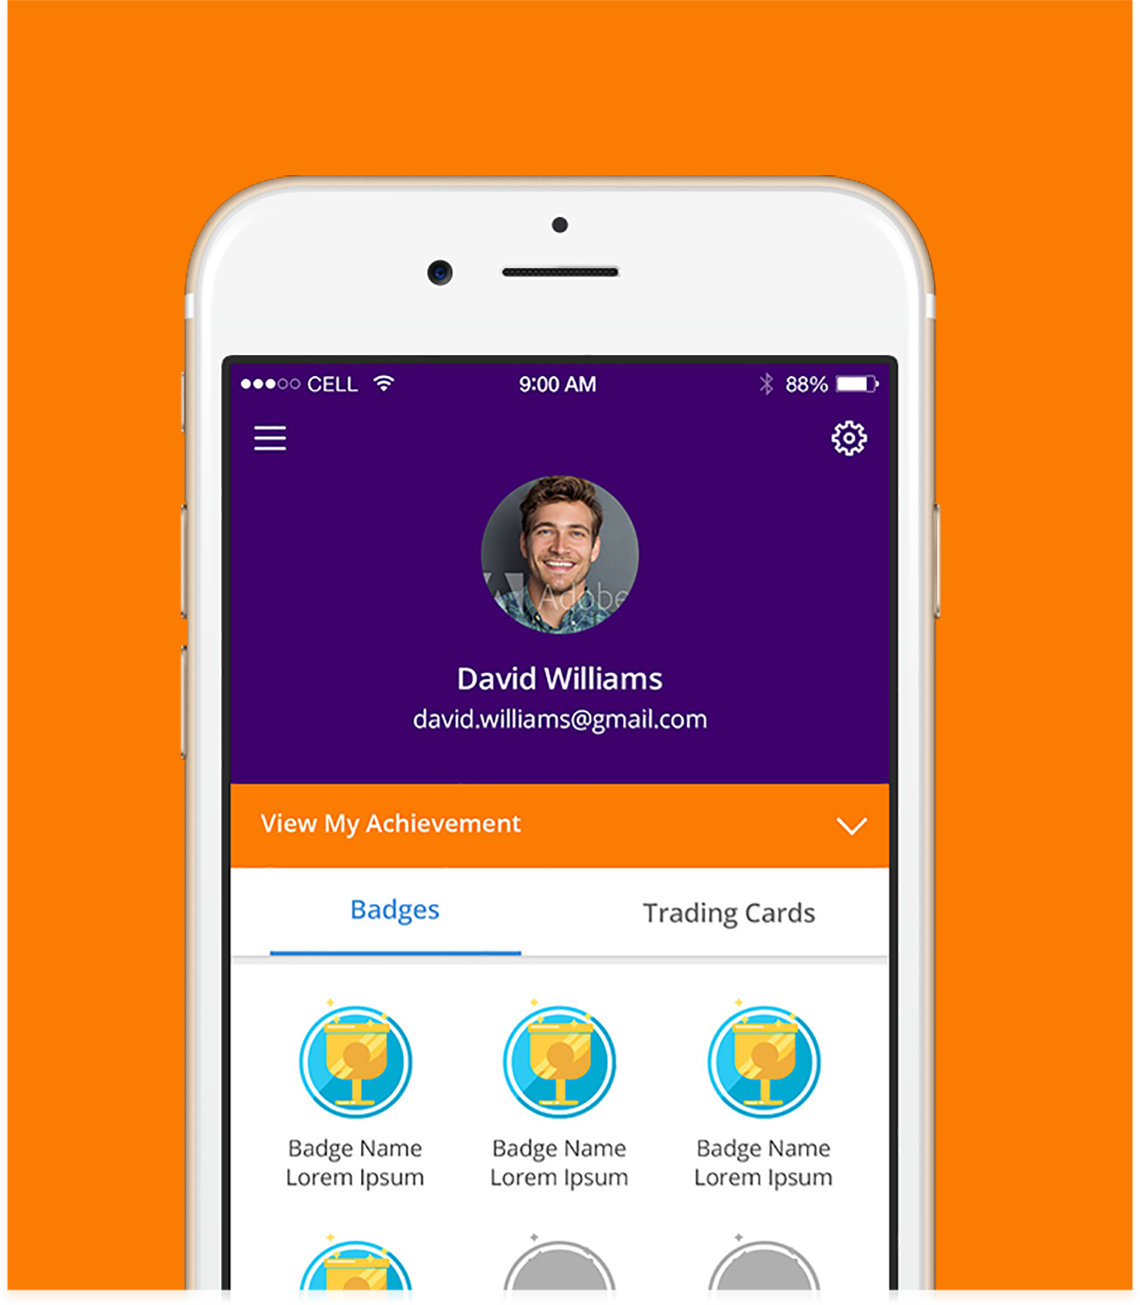 CELL
9:00 AM
88%
Adobe
David Williams
david.williams@gmail.com
View My Achievement
Badges
Trading Cards
Badge Name
Lorem Ipsum
Badge Name
Lorem Ipsum
Badge Name
Lorem Ipsum